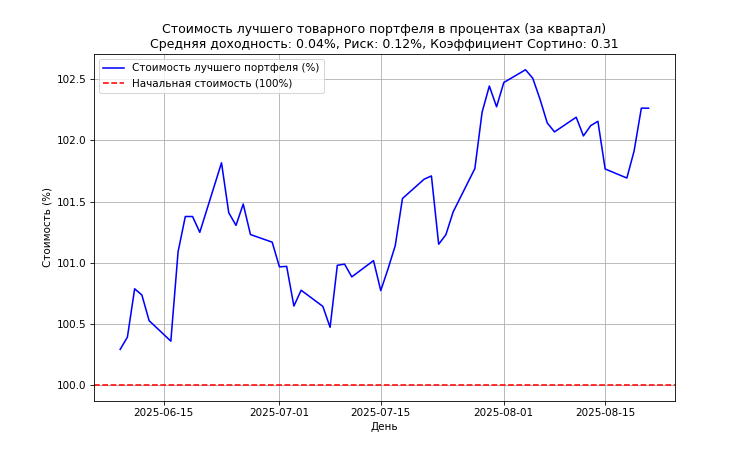 Стоимость лучшего товарного портфеля в процентах (за квартал)
Средняя доходность: 0.04%, Риск: 0.12%, Коэффициент Сортино: 0.31
Стоимость лучшего портфеля (%)
Начальная стоимость (100%)
Стоимость (%)
102.5
102.0
101.5
101.0
100.5
100.0
2025-06-15
2025-07-01
2025-07-15
2025-08-01
2025-08-15
День